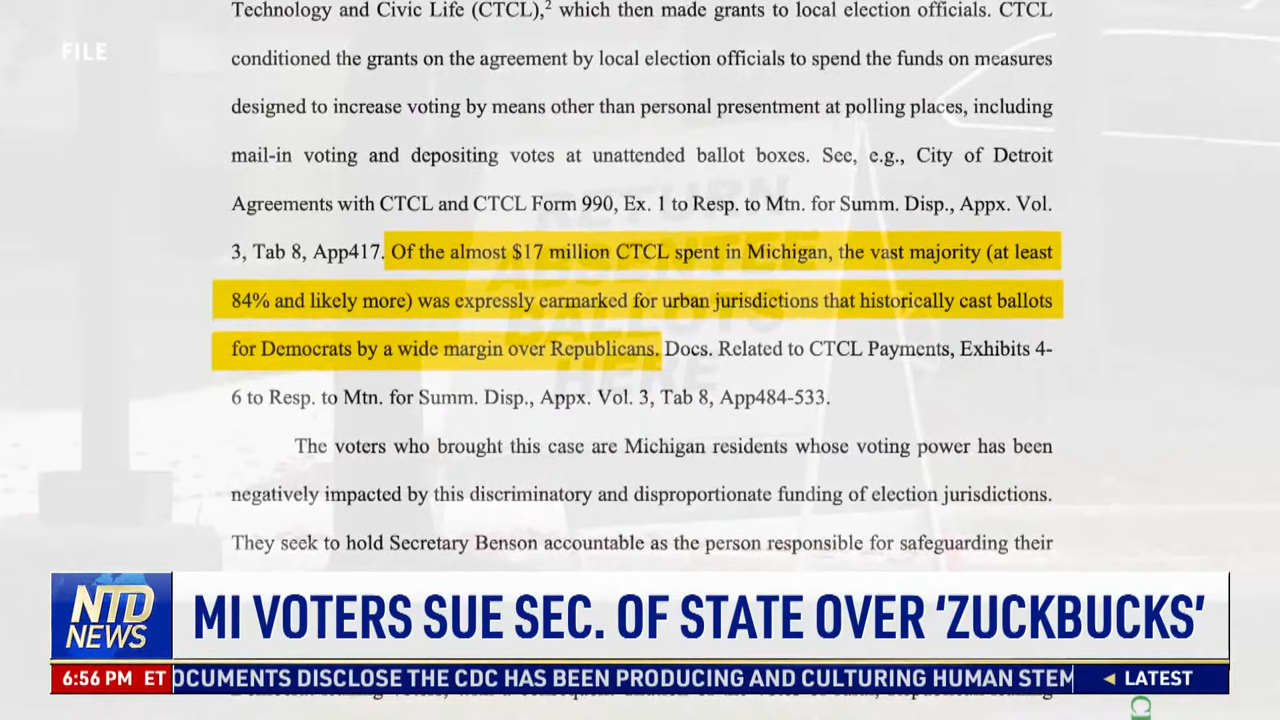 Technology and Civic Life (CTCL),² which then made grants to local election officials. CTCL
FILE
conditioned the grants on the agreement by local election officials to spend the funds on measures
designed to increase voting by means other than personal presentment at polling places, including
mail-in voting and depositing votes at unattended ballot boxes. See, e.g., City of Detroit
Agreements with CTCL and CTCL Form 990, Ex. 1 to Resp. to Mtn. for Summ. Disp., Appx. Vol.
3, Tab 8, App417. Of the almost $17 million CTCL spent in Michigan, the vast majority (at least
84% and likely more) was expressly earmarked for urban jurisdictions that historically cast ballots
for Democrats by a wide margin over Republicans. Docs. Related to CTCL Payments, Exhibits 4-
6 to Resp. to Mtn. for Summ. Disp., Appx. Vol. 3, Tab 8, App484-533.
RETURN
ABSENTEE
BALLOTS
HERE
The voters who brought this case are Michigan residents whose voting power has been
negatively impacted by this discriminatory and disproportionate funding of election jurisdictions.
They seek to hold Secretary Benson accountable as the person responsible for safeguarding their
NTD
NEWS
MI VOTERS SUE SEC. OF STATE OVER 'ZUCKBUCKS'
6:56 PM ET
OCUMENTS DISCLOSE THE CDC HAS BEEN PRODUCING AND CULTURING HUMAN STEM
◄ LATEST